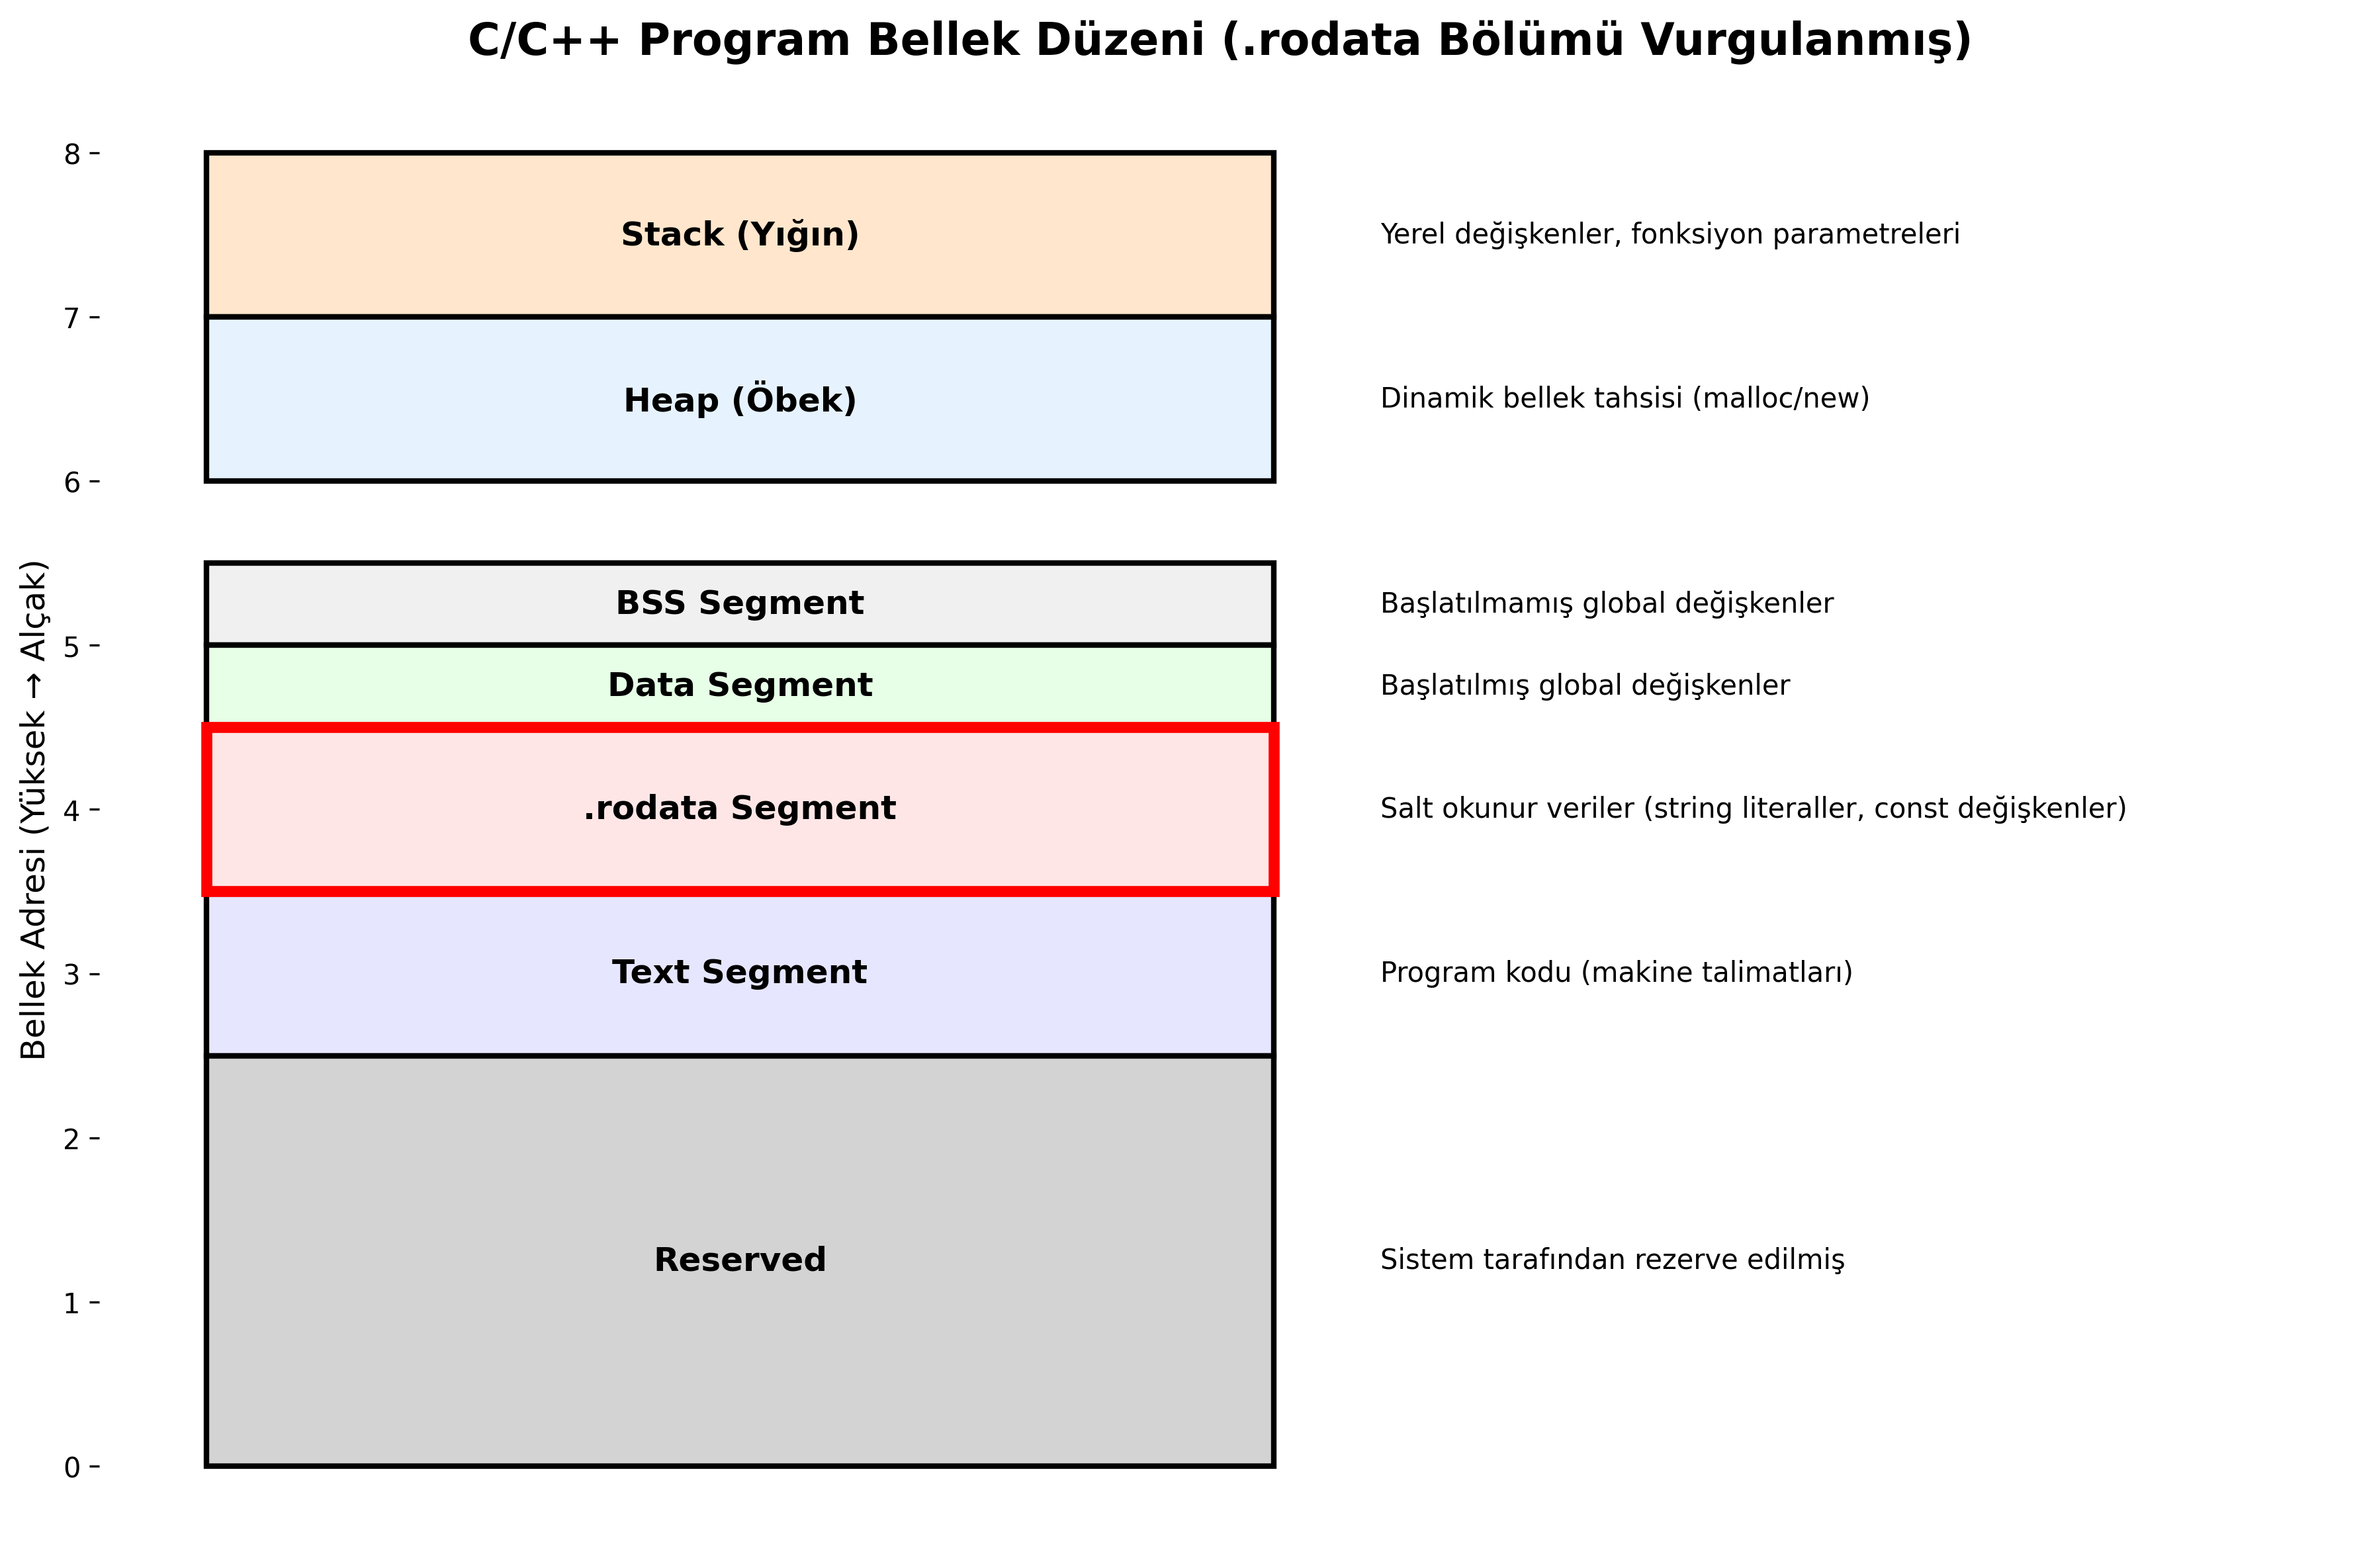 C/C++ Program Bellek Düzeni (.rodata Bölümü Vurgulanmış)
Bellek Adresi (Yüksek → Alçak)
8
Stack (Yığın)
Yerel değişkenler, fonksiyon parametreleri
7
Heap (Öbek)
Dinamik bellek tahsisi (malloc/new)
6
BSS Segment
Başlatılmamış global değişkenler
5
Data Segment
Başlatılmış global değişkenler
4
.rodata Segment
Salt okunur veriler (string literaller, const değişkenler)
3
Text Segment
Program kodu (makine talimatları)
2
1
Reserved
Sistem tarafından rezerve edilmiş
0